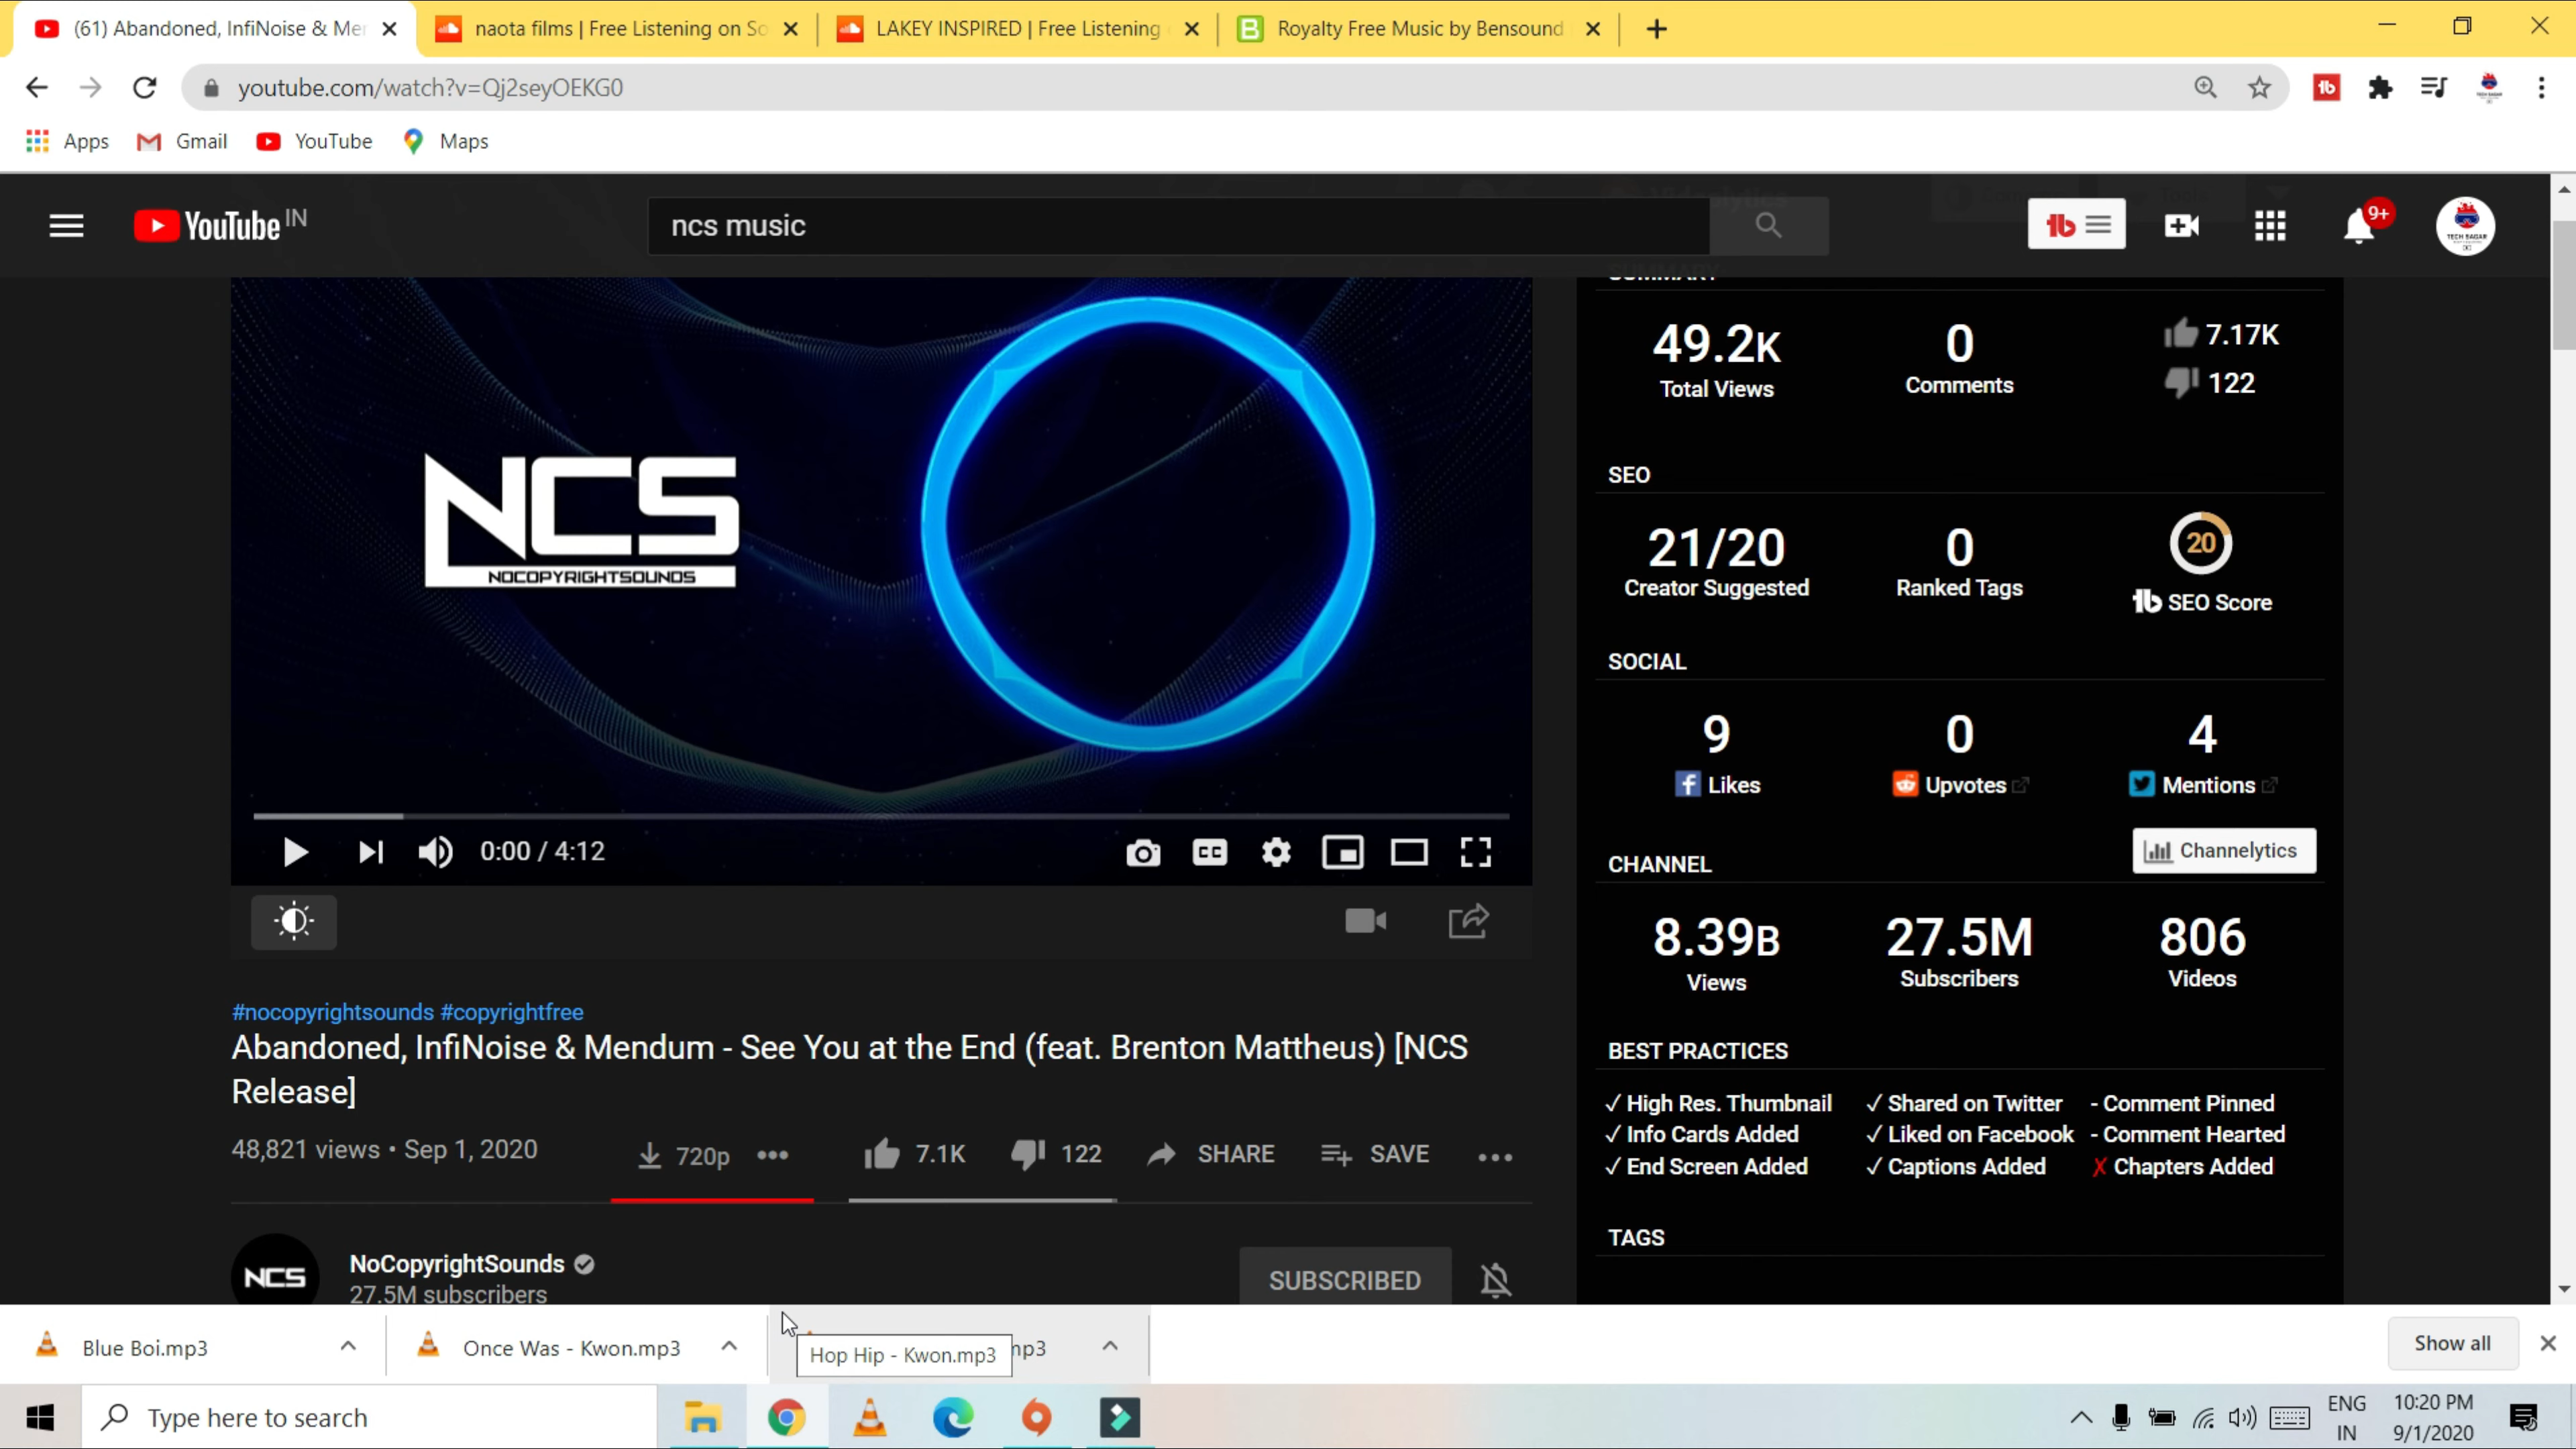 (61) Abandoned, InfiNoise & Mer
naota films | Free Listening on So
LAKEY INSPIRED | Free Listening
Royalty Free Music by Bensound
youtube.com/watch?v=Qj2seyOEKG0
Apps
Gmail
YouTube
Maps
YouTube IN
ncs music
9+
TECH SAGAR
SUMMARY
49.2K
Total Views
0
Comments
7.17K
122
NCS
NOCOPYRIGHTSOUNDS
SEO
21/20
Creator Suggested
0
Ranked Tags
20
tb SEO Score
SOCIAL
9
Likes
0
Upvotes
4
Mentions
0:00 / 4:12
CC
CHANNEL
Channelytics
8.39B
Views
27.5M
Subscribers
806
Videos
#nocopyrightsounds #copyrightfree
Abandoned, InfiNoise & Mendum - See You at the End (feat. Brenton Mattheus) [NCS
Release]
48,821 views • Sep 1, 2020
720p
7.1K
122
SHARE
SAVE
BEST PRACTICES
✓ High Res. Thumbnail ✓ Shared on Twitter - Comment Pinned
✓ Info Cards Added ✓ Liked on Facebook - Comment Hearted
✓ End Screen Added ✓ Captions Added ✗ Chapters Added
TAGS
NCS
NoCopyrightSounds
27.5M subscribers
SUBSCRIBED
Blue Boi.mp3
Once Was - Kwon.mp3
Hop Hip - Kwon.mp3
mp3
Show all
Type here to search
ENG
IN
10:20 PM
9/1/2020